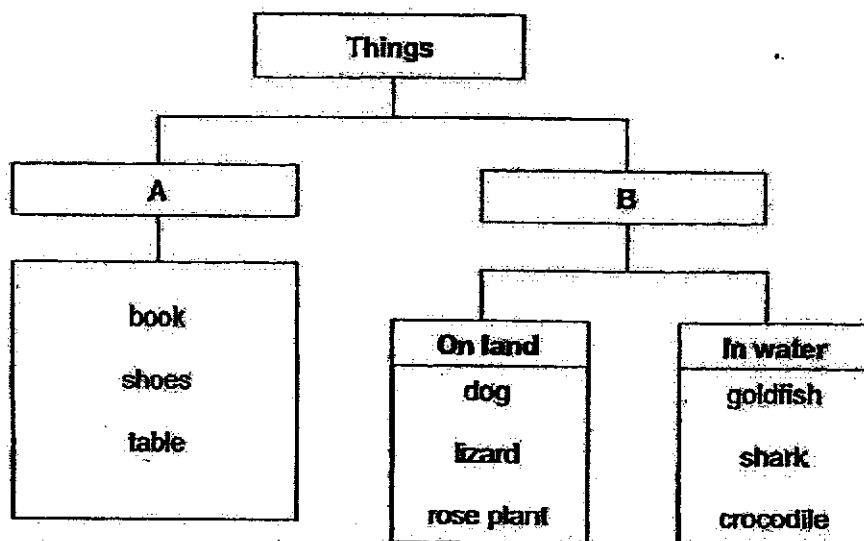 Things
A
B
book
shoes
table
On land
dog
lizard
rose plant
In water
goldfish
shark
crocodile